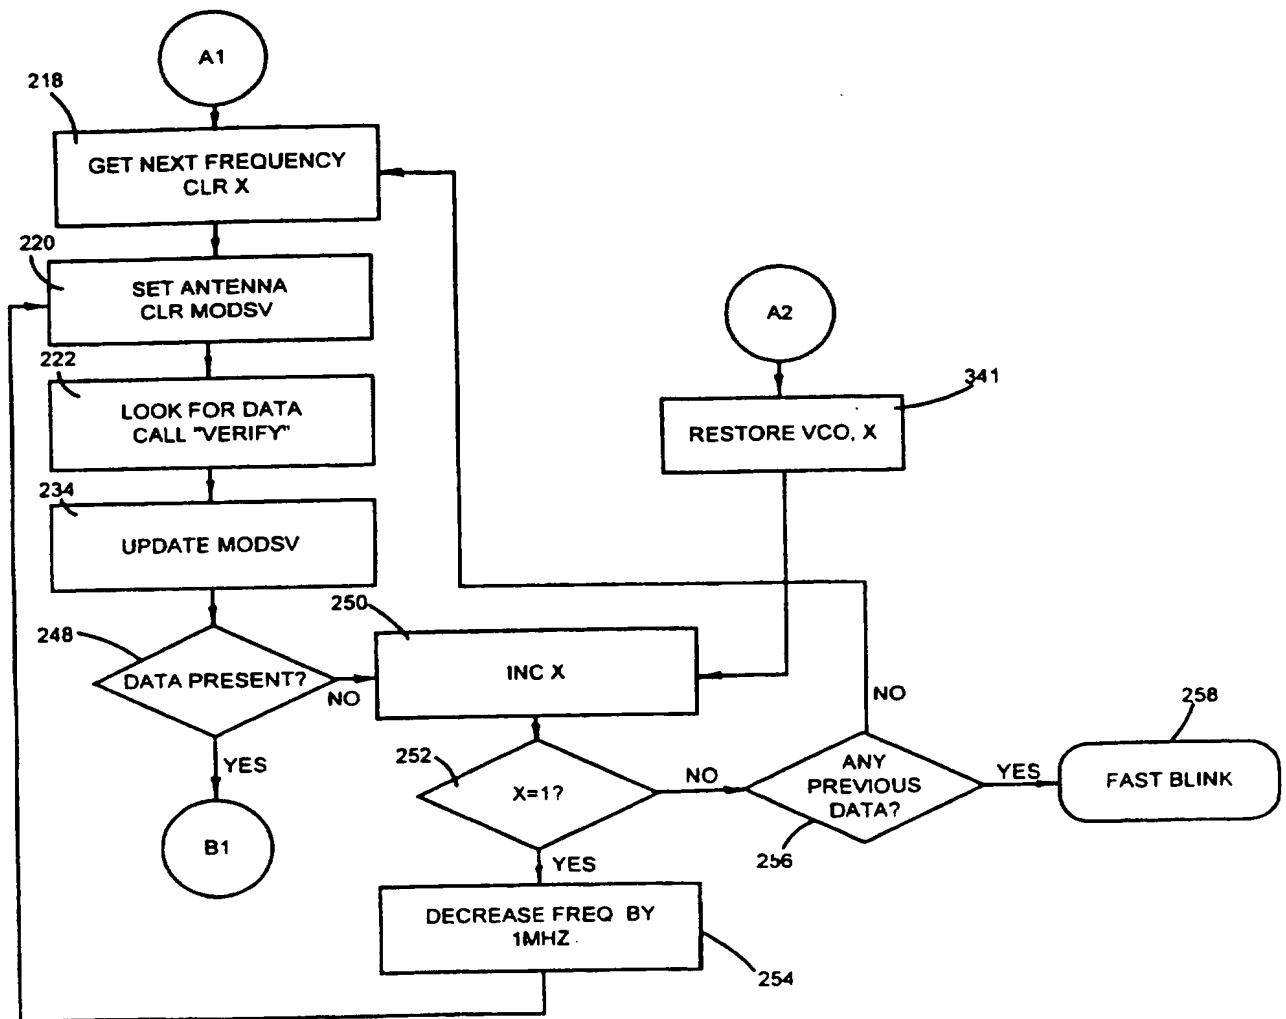 A1
218
GET NEXT FREQUENCY
CLR X
220
SET ANTENNA
CLR MODSV
A2
222
LOOK FOR DATA
CALL "VERIFY"
341
RESTORE VCO, X
234
UPDATE MODSV
250
248
DATA PRESENT?
NO
INC X
NO
258
YES
252
X=1?
NO
ANY
PREVIOUS
DATA?
YES
FAST BLINK
B1
256
YES
DECREASE FREQ BY
1MHZ
254